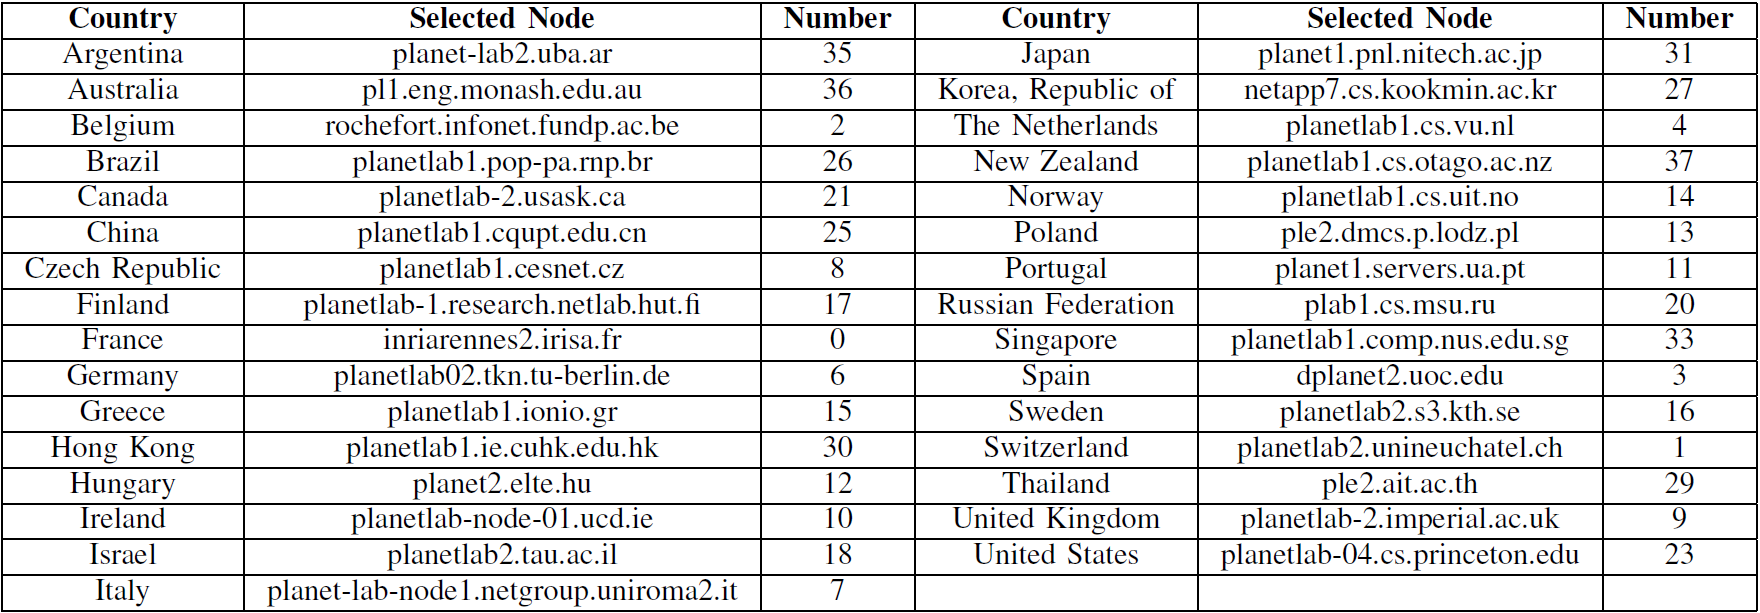 Country Selected Node Number Country Selected Node Number
Argentina planet-lab2.uba.ar 35 Japan planet1.pnl.nitech.ac.jp 31
Australia pl1.eng.monash.edu.au 36 Korea, Republic of netapp7.cs.kookmin.ac.kr 27
Belgium rochefort.infonet.fundp.ac.be 2 The Netherlands planetlab1.cs.vu.nl 4
Brazil planetlab1.pop-pa.rnp.br 26 New Zealand planetlab1.cs.otago.ac.nz 37
Canada planetlab-2.usask.ca 21 Norway planetlab1.cs.uit.no 14
China planetlab1.cqupt.edu.cn 25 Poland ple2.dmcs.p.lodz.pl 13
Czech Republic planetlab1.cesnet.cz 8 Portugal planet1.servers.ua.pt 11
Finland planetlab-1.research.netlab.hut.fi 17 Russian Federation plab1.cs.msu.ru 20
France inriarennes2.irisa.fr 0 Singapore planetlab1.comp.nus.edu.sg 33
Germany planetlab02.tkn.tu-berlin.de 6 Spain dplanet2.uoc.edu 3
Greece planetlab1.ionio.gr 15 Sweden planetlab2.s3.kth.se 16
Hong Kong planetlab1.ie.cuhk.edu.hk 30 Switzerland planetlab2.unineuchatel.ch 1
Hungary planet2.elte.hu 12 Thailand ple2.ait.ac.th 29
Ireland planetlab-node-01.ucd.ie 10 United Kingdom planetlab-2.imperial.ac.uk 9
Israel planetlab2.tau.ac.il 18 United States planetlab-04.cs.princeton.edu 23
Italy planet-lab-node1.netgroup.uniroma2.it 7